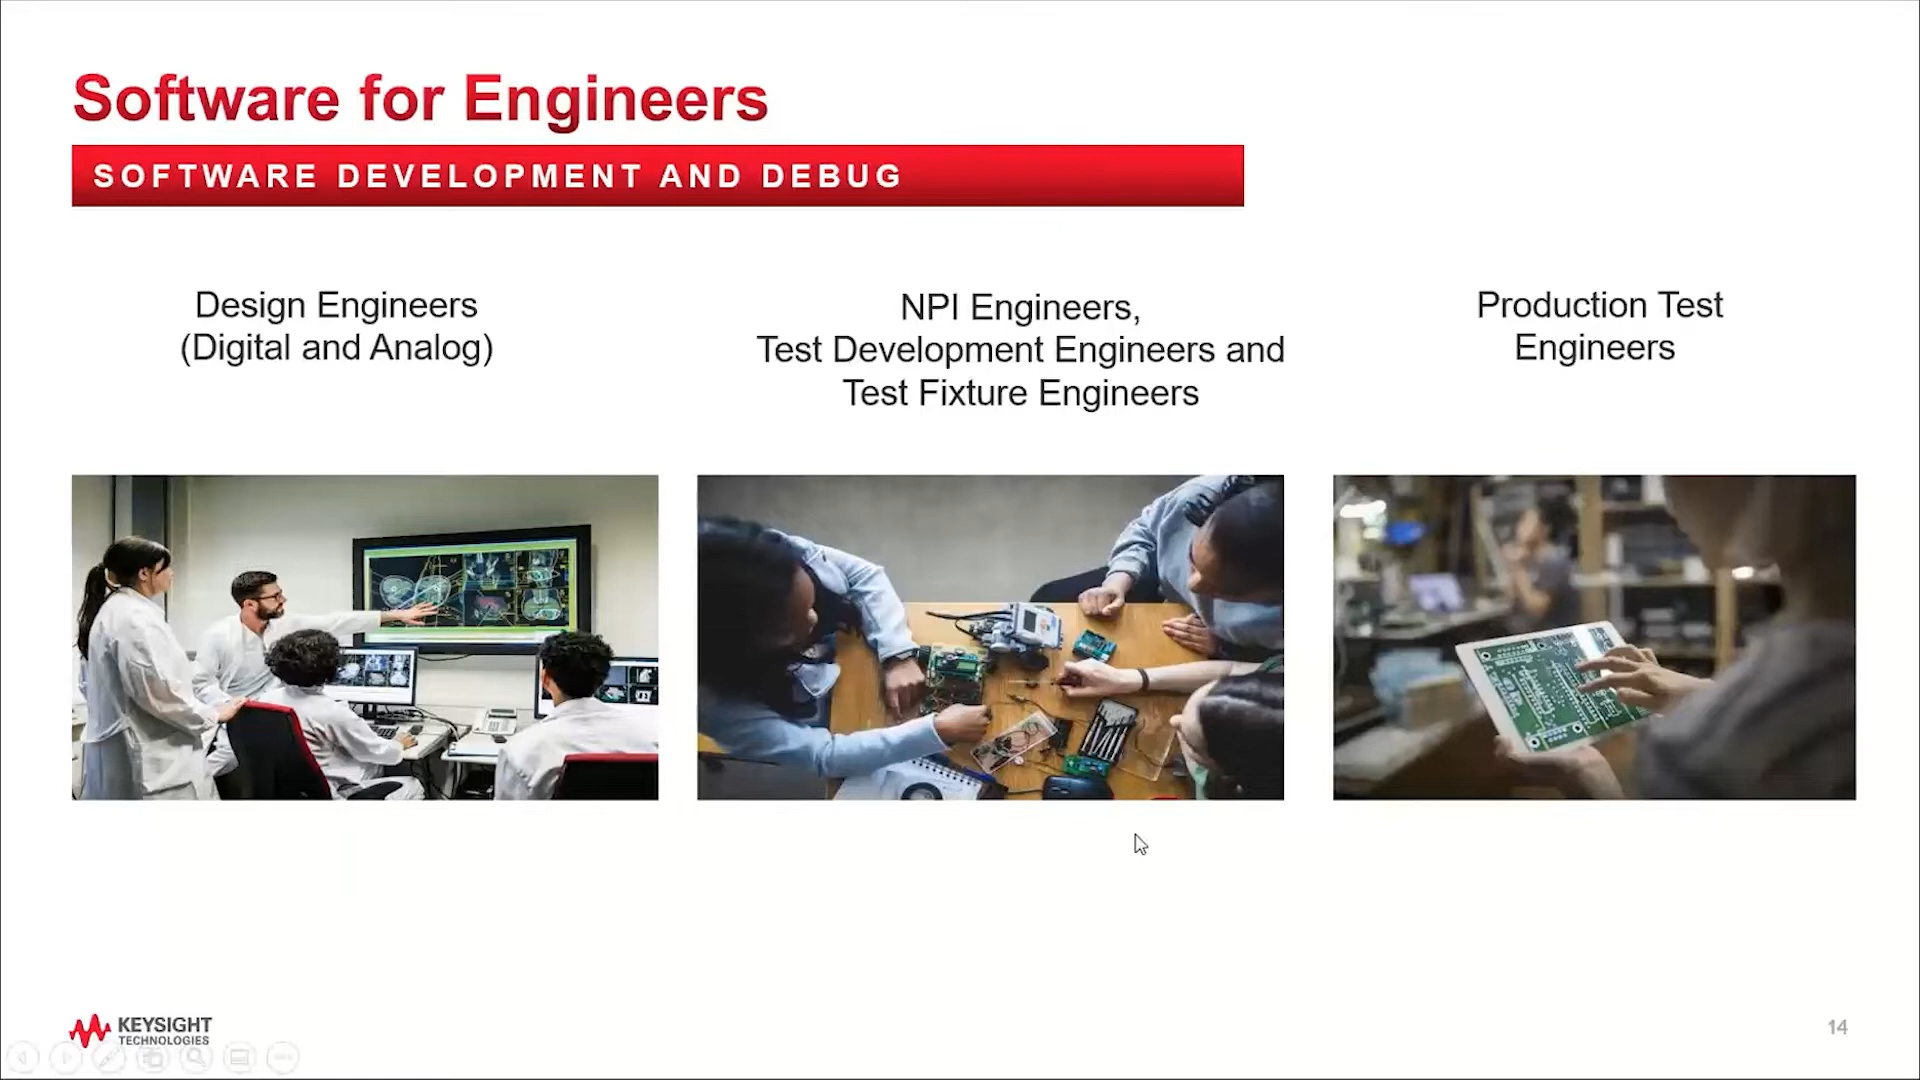 Software for Engineers
SOFTWARE DEVELOPMENT AND DEBUG
Design Engineers
(Digital and Analog)
NPI Engineers,
Test Development Engineers and
Test Fixture Engineers
Production Test
Engineers
KEYSIGHT
TECHNOLOGIES
14